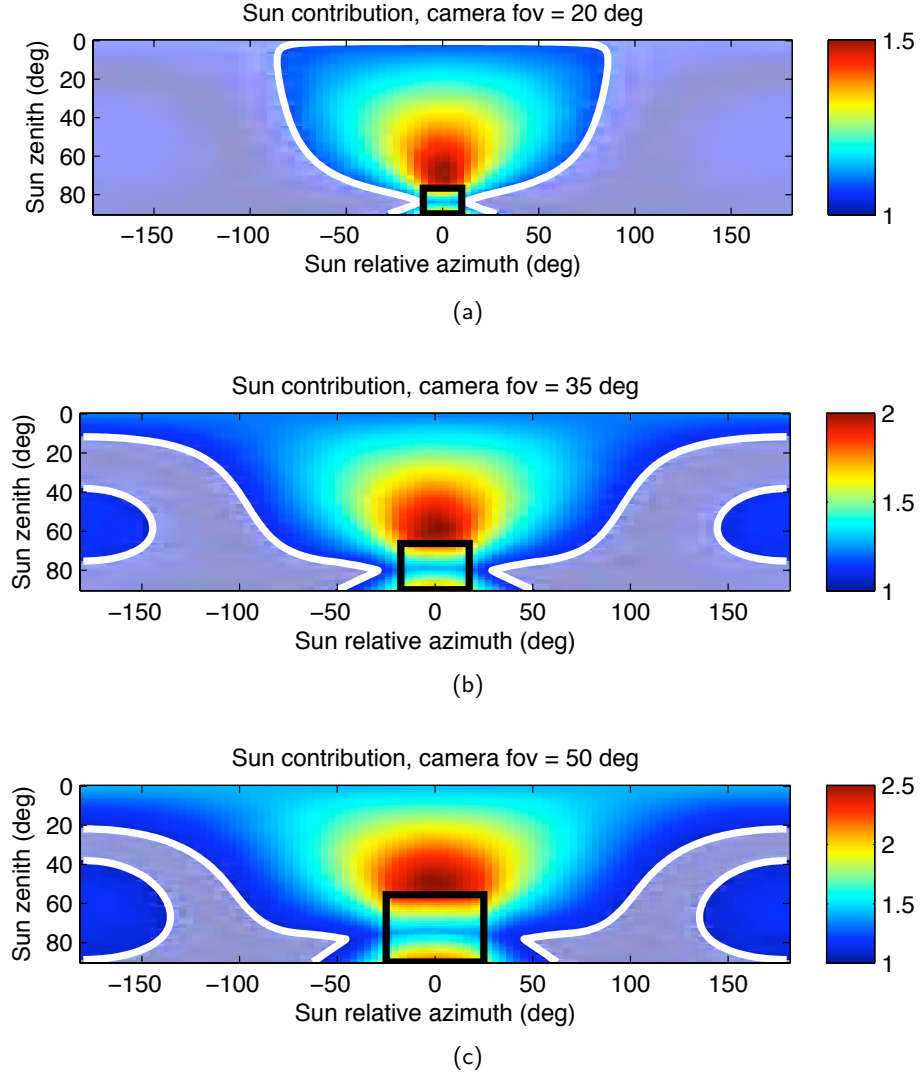 Sun contribution, camera fov = 20 deg
0
20
40
60
80
Sun zenith (deg)
−150 −100 −50 0 50 100 150
Sun relative azimuth (deg)
1.5
1
(a)
Sun contribution, camera fov = 35 deg
0
20
40
60
80
Sun zenith (deg)
−150 −100 −50 0 50 100 150
Sun relative azimuth (deg)
2
1.5
1
(b)
Sun contribution, camera fov = 50 deg
0
20
40
60
80
Sun zenith (deg)
−150 −100 −50 0 50 100 150
Sun relative azimuth (deg)
2.5
2
1.5
1
(c)